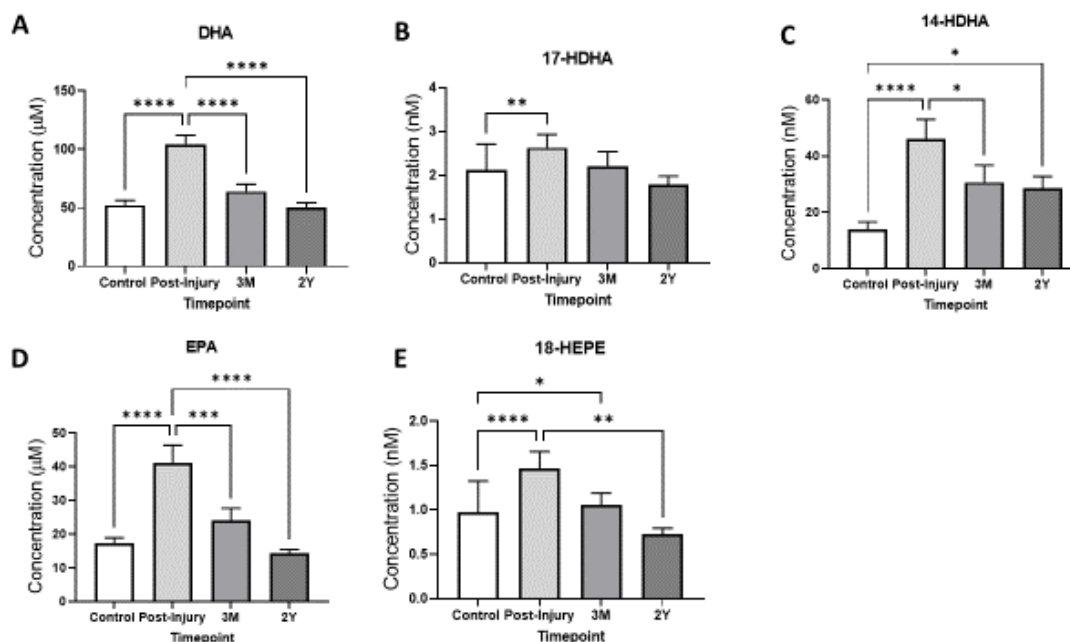 A
DHA
**** 
**** ****
150
100
50
0
Concentration (μM)
Control Post-Injury 3M 2Y
Timepoint
B
17-HDHA
**
4
3
2
1
0
Concentration (nM)
Control Post-Injury 3M 2Y
Timepoint
C
14-HDHA
*
**** *
60
40
20
0
Concentration (nM)
Control Post-Injury 3M 2Y
Timepoint
D
EPA
****
**** ***
50
40
30
20
10
0
Concentration (μM)
Control Post-Injury 3M 2Y
Timepoint
E
18-HEPE
*
**** **
2.0
1.5
1.0
0.5
0.0
Concentration (nM)
Control Post-Injury 3M 2Y
Timepoint